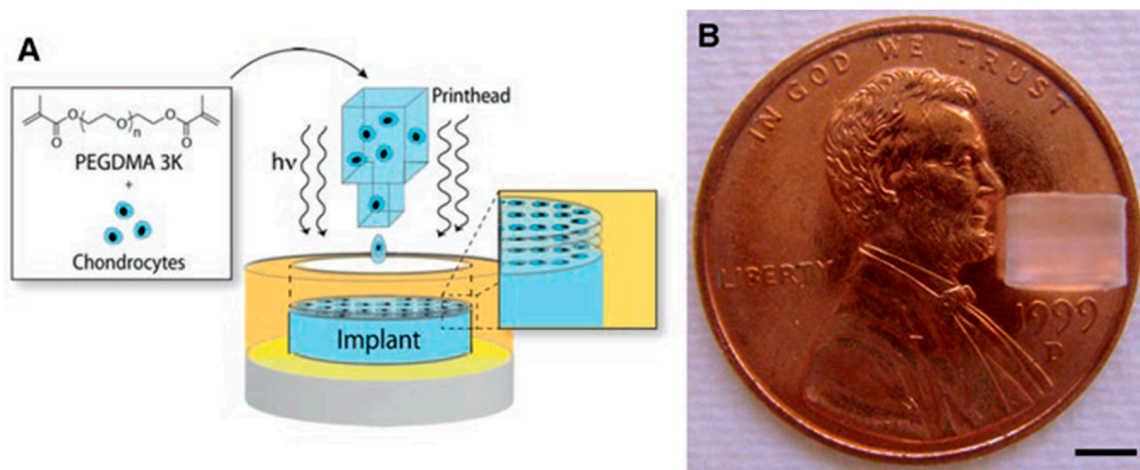 A
O
O
n
O
O
O
PEGDMA 3K
+
Chondrocytes
hν
Printhead
Implant
B
IN GOD WE TRUST
LIBERTY
1999
D